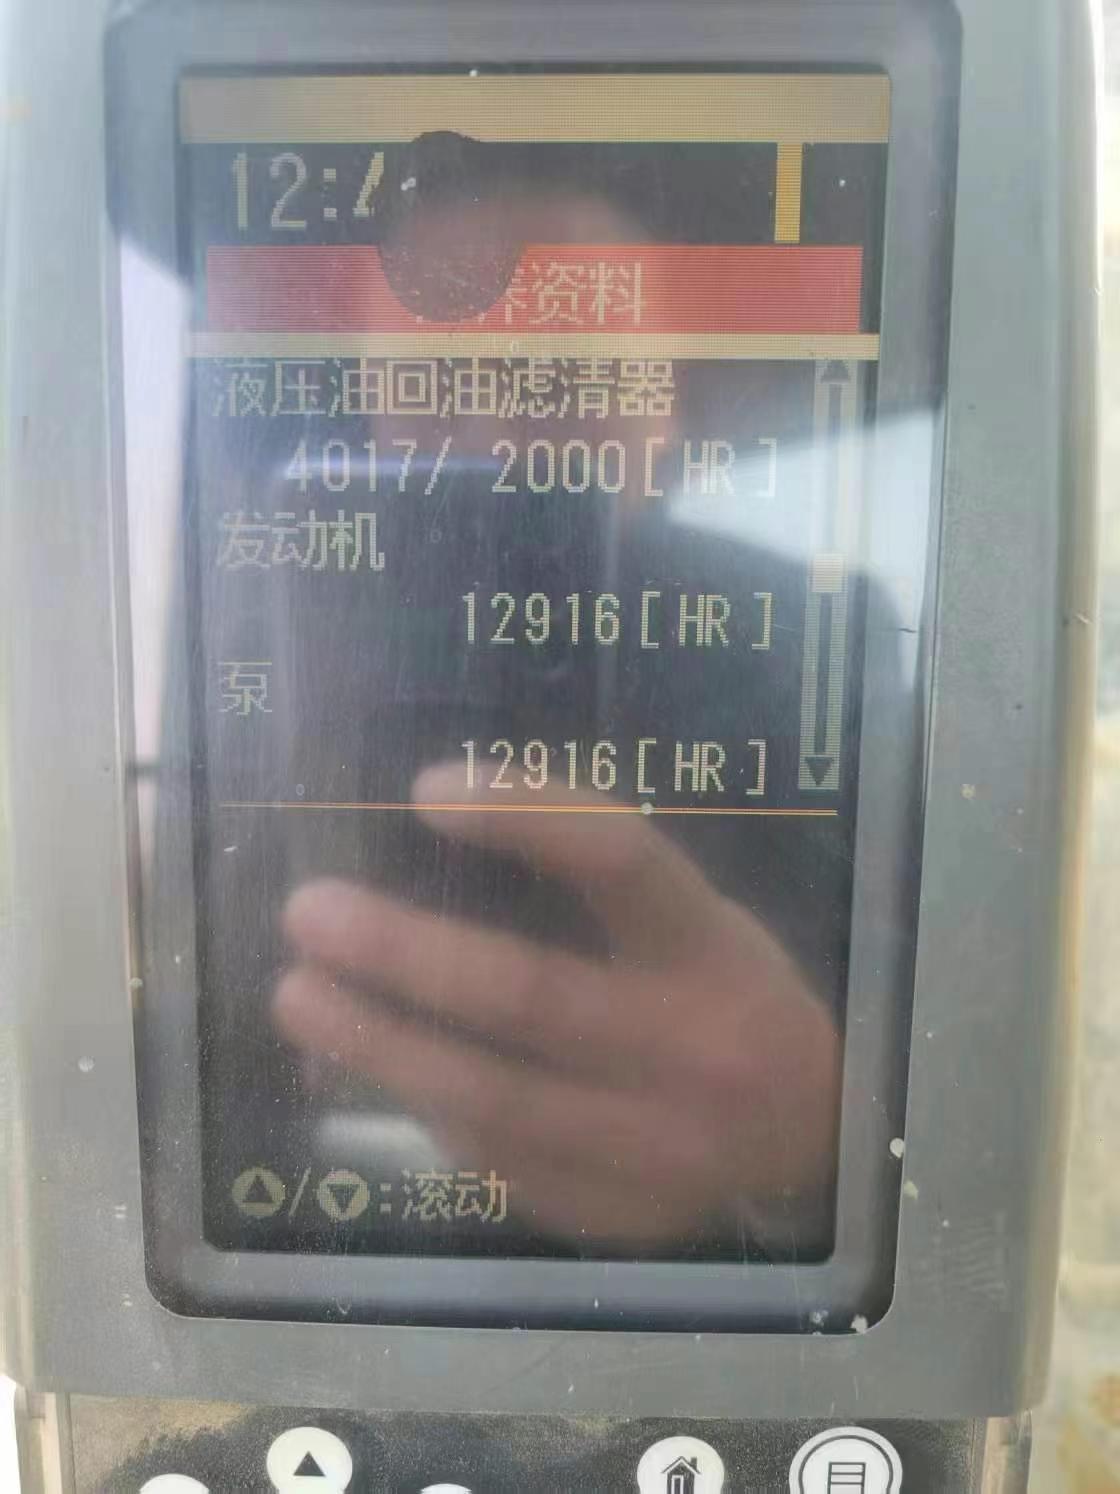 12:4
养资料
液压油回油滤清器
4017/ 2000[ HR ]
发动机
12916[ HR ]
泵
12916[ HR ]
▲/▼:滚动